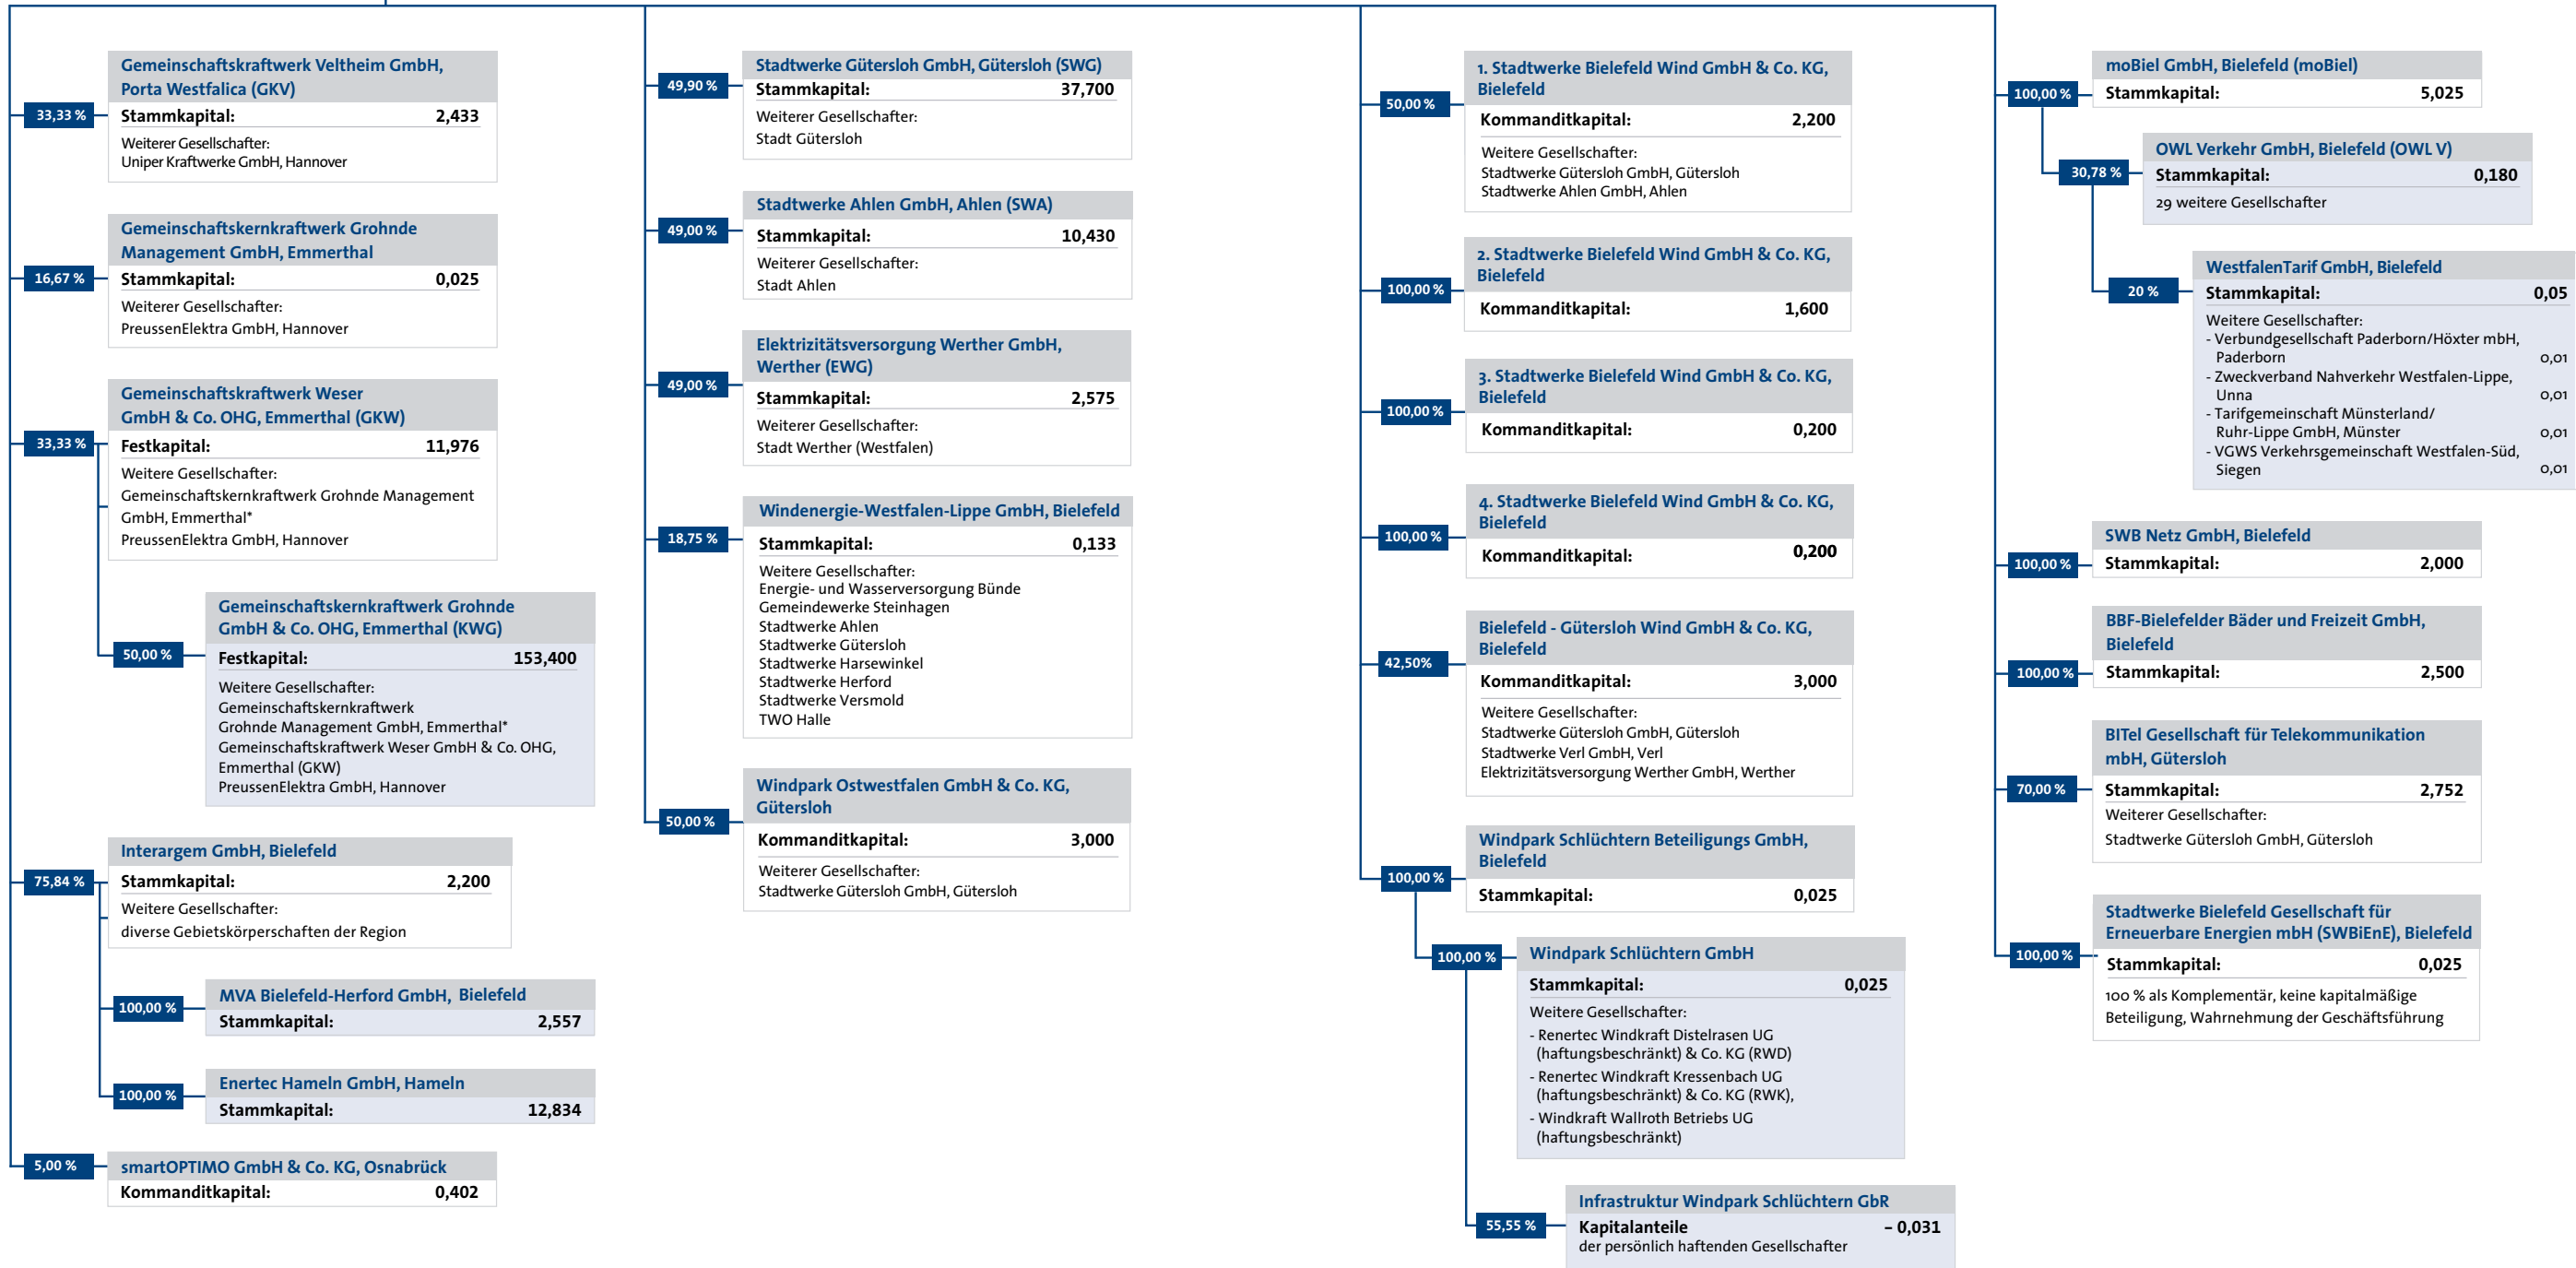 33,33 %
Gemeinschaftskraftwerk Veltheim GmbH,
Porta Westfalica (GKV)
Stammkapital: 2,433
Weiterer Gesellschafter:
Uniper Kraftwerke GmbH, Hannover
16,67 %
Gemeinschaftskernkraftwerk Grohnde
Management GmbH, Emmerthal
Stammkapital: 0,025
Weiterer Gesellschafter:
PreussenElektra GmbH, Hannover
33,33 %
Gemeinschaftskraftwerk Weser
GmbH & Co. OHG, Emmerthal (GKW)
Festkapital: 11,976
Weitere Gesellschafter:
Gemeinschaftskernkraftwerk Grohnde Management
GmbH, Emmerthal*
PreussenElektra GmbH, Hannover
50,00 %
Gemeinschaftskernkraftwerk Grohnde
GmbH & Co. OHG, Emmerthal (KWG)
Festkapital: 153,400
Weitere Gesellschafter:
Gemeinschaftskernkraftwerk
Grohnde Management GmbH, Emmerthal*
Gemeinschaftskraftwerk Weser GmbH & Co. OHG,
Emmerthal (GKW)
PreussenElektra GmbH, Hannover
75,84 %
Interargem GmbH, Bielefeld
Stammkapital: 2,200
Weitere Gesellschafter:
diverse Gebietskörperschaften der Region
100,00 %
MVA Bielefeld-Herford GmbH, Bielefeld
Stammkapital: 2,557
100,00 %
Enertec Hameln GmbH, Hameln
Stammkapital: 12,834
5,00 %
smartOPTIMO GmbH & Co. KG, Osnabrück
Kommanditkapital: 0,402
49,90 %
Stadtwerke Gütersloh GmbH, Gütersloh (SWG)
Stammkapital: 37,700
Weiterer Gesellschafter:
Stadt Gütersloh
49,00 %
Stadtwerke Ahlen GmbH, Ahlen (SWA)
Stammkapital: 10,430
Weiterer Gesellschafter:
Stadt Ahlen
49,00 %
Elektrizitätsversorgung Werther GmbH,
Werther (EWG)
Stammkapital: 2,575
Weiterer Gesellschafter:
Stadt Werther (Westfalen)
18,75 %
Windenergie-Westfalen-Lippe GmbH, Bielefeld
Stammkapital: 0,133
Weitere Gesellschafter:
Energie- und Wasserversorgung Bünde
Gemeindewerke Steinhagen
Stadtwerke Ahlen
Stadtwerke Gütersloh
Stadtwerke Harsewinkel
Stadtwerke Herford
Stadtwerke Versmold
TWO Halle
50,00 %
Windpark Ostwestfalen GmbH & Co. KG,
Gütersloh
Kommanditkapital: 3,000
Weiterer Gesellschafter:
Stadtwerke Gütersloh GmbH, Gütersloh
50,00 %
1. Stadtwerke Bielefeld Wind GmbH & Co. KG,
Bielefeld
Kommanditkapital: 2,200
Weitere Gesellschafter:
Stadtwerke Gütersloh GmbH, Gütersloh
Stadtwerke Ahlen GmbH, Ahlen
100,00 %
2. Stadtwerke Bielefeld Wind GmbH & Co. KG,
Bielefeld
Kommanditkapital: 1,600
100,00 %
3. Stadtwerke Bielefeld Wind GmbH & Co. KG,
Bielefeld
Kommanditkapital: 0,200
100,00 %
4. Stadtwerke Bielefeld Wind GmbH & Co. KG,
Bielefeld
Kommanditkapital: 0,200
42,50%
Bielefeld - Gütersloh Wind GmbH & Co. KG,
Bielefeld
Kommanditkapital: 3,000
Weitere Gesellschafter:
Stadtwerke Gütersloh GmbH, Gütersloh
Stadtwerke Verl GmbH, Verl
Elektrizitätsversorgung Werther GmbH, Werther
100,00 %
Windpark Schlüchtern Beteiligungs GmbH,
Bielefeld
Stammkapital: 0,025
100,00 %
Windpark Schlüchtern GmbH
Stammkapital: 0,025
Weitere Gesellschafter:
- Renertec Windkraft Distelrasen UG
(haftungsbeschränkt) & Co. KG (RWD)
- Renertec Windkraft Kressenbach UG
(haftungsbeschränkt) & Co. KG (RWK),
- Windkraft Wallroth Betriebs UG
(haftungsbeschränkt)
55,55 %
Infrastruktur Windpark Schlüchtern GbR
Kapitalanteile – 0,031
der persönlich haftenden Gesellschafter
100,00 %
moBiel GmbH, Bielefeld (moBiel)
Stammkapital: 5,025
30,78 %
OWL Verkehr GmbH, Bielefeld (OWL V)
Stammkapital: 0,180
29 weitere Gesellschafter
20 %
WestfalenTarif GmbH, Bielefeld
Stammkapital: 0,05
Weitere Gesellschafter:
- Verbundgesellschaft Paderborn/Höxter mbH,
Paderborn 0,01
- Zweckverband Nahverkehr Westfalen-Lippe,
Unna 0,01
- Tarifgemeinschaft Münsterland/
Ruhr-Lippe GmbH, Münster 0,01
- VGWS Verkehrsgemeinschaft Westfalen-Süd,
Siegen 0,01
100,00 %
SWB Netz GmbH, Bielefeld
Stammkapital: 2,000
100,00 %
BBF-Bielefelder Bäder und Freizeit GmbH,
Bielefeld
Stammkapital: 2,500
70,00 %
BITel Gesellschaft für Telekommunikation
mbH, Gütersloh
Stammkapital: 2,752
Weiterer Gesellschafter:
Stadtwerke Gütersloh GmbH, Gütersloh
100,00 %
Stadtwerke Bielefeld Gesellschaft für
Erneuerbare Energien mbH (SWBiEnE), Bielefeld
Stammkapital: 0,025
100 % als Komplementär, keine kapitalmäßige
Beteiligung, Wahrnehmung der Geschäftsführung